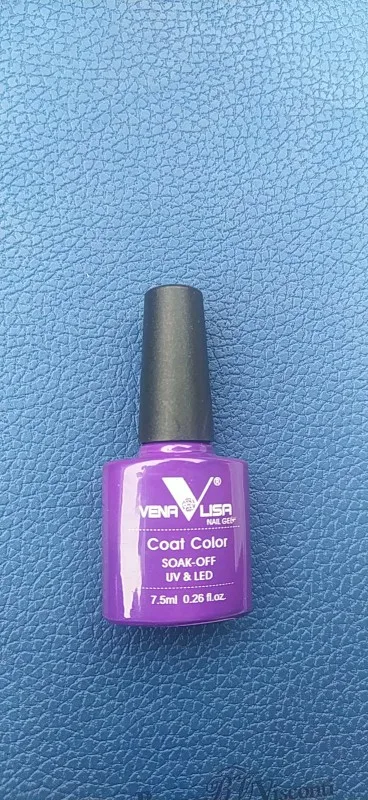 VENA LISA ®
NAIL GEL
Coat Color
SOAK-OFF
UV & LED
7.5ml 0.26 fl.oz.